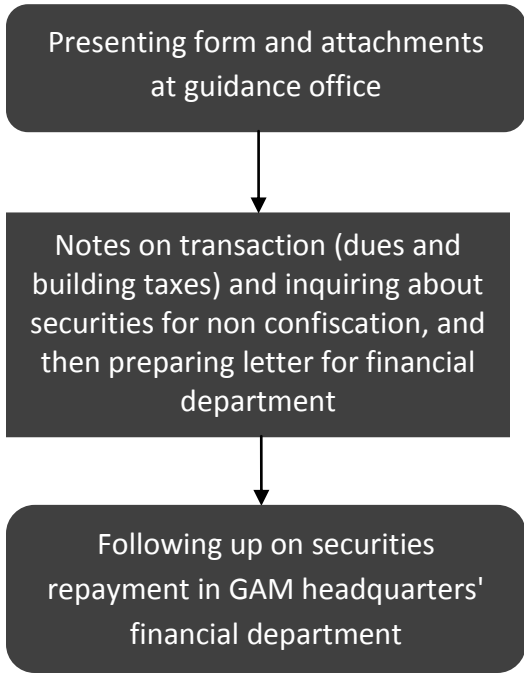 Presenting form and attachments
at guidance office
Notes on transaction (dues and
building taxes) and inquiring about
securities for non confiscation, and
then preparing letter for financial
department
Following up on securities
repayment in GAM headquarters'
financial department